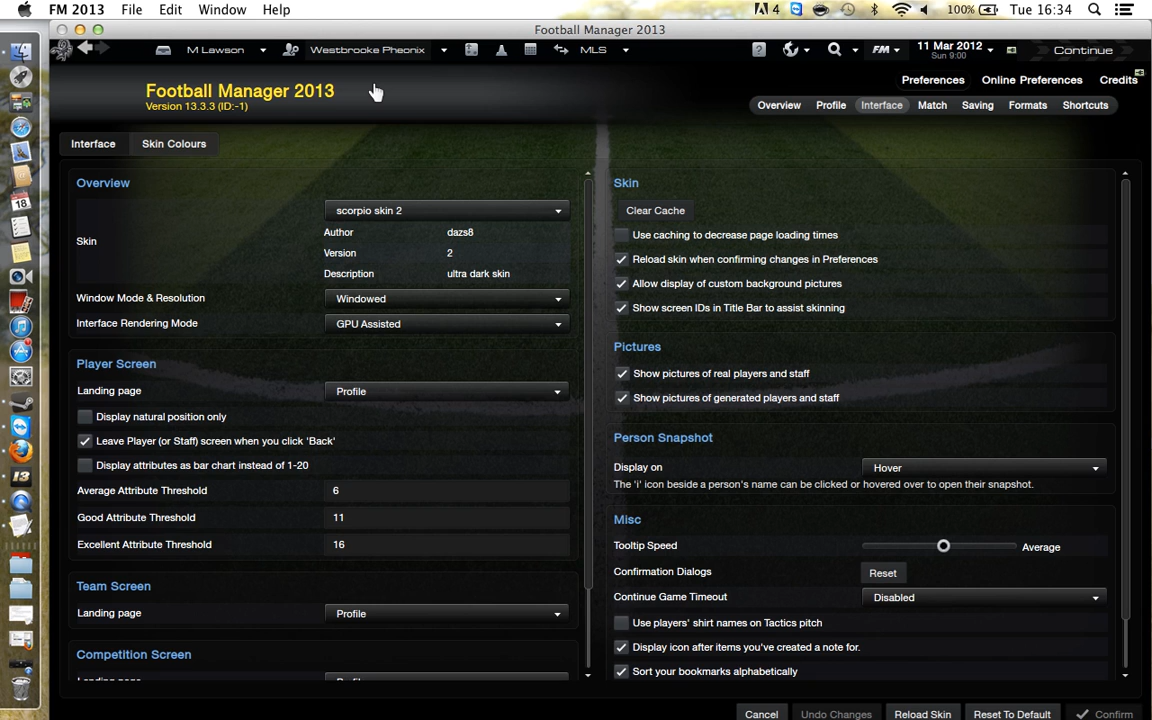 FM 2013 File Edit Window Help 4 100% Tue 16:34
Football Manager 2013
M Lawson Westbrooke Pheonix MLS ? FM 11 Mar 2012 Continue
Sun 9:00
Football Manager 2013
Version 13.3.3 (ID:-1)
Preferences Online Preferences Credits
Overview Profile Interface Match Saving Formats Shortcuts
Interface Skin Colours
Overview
Skin
scorpio skin 2
Author dazs8
Version 2
Description ultra dark skin
Window Mode & Resolution Windowed
Interface Rendering Mode GPU Assisted
Player Screen
Landing page Profile
Display natural position only
Leave Player (or Staff) screen when you click 'Back'
Display attributes as bar chart instead of 1-20
Average Attribute Threshold 6
Good Attribute Threshold 11
Excellent Attribute Threshold 16
Team Screen
Landing page Profile
Competition Screen
Landing page Profile
Skin
Clear Cache
Use caching to decrease page loading times
Reload skin when confirming changes in Preferences
Allow display of custom background pictures
Show screen IDs in Title Bar to assist skinning
Pictures
Show pictures of real players and staff
Show pictures of generated players and staff
Person Snapshot
Display on Hover
The 'i' icon beside a person's name can be clicked or hovered over to open their snapshot.
Misc
Tooltip Speed Average
Confirmation Dialogs Reset
Continue Game Timeout Disabled
Use players' shirt names on Tactics pitch
Display icon after items you've created a note for.
Sort your bookmarks alphabetically
Cancel Undo Changes Reload Skin Reset To Default Confirm
18
13